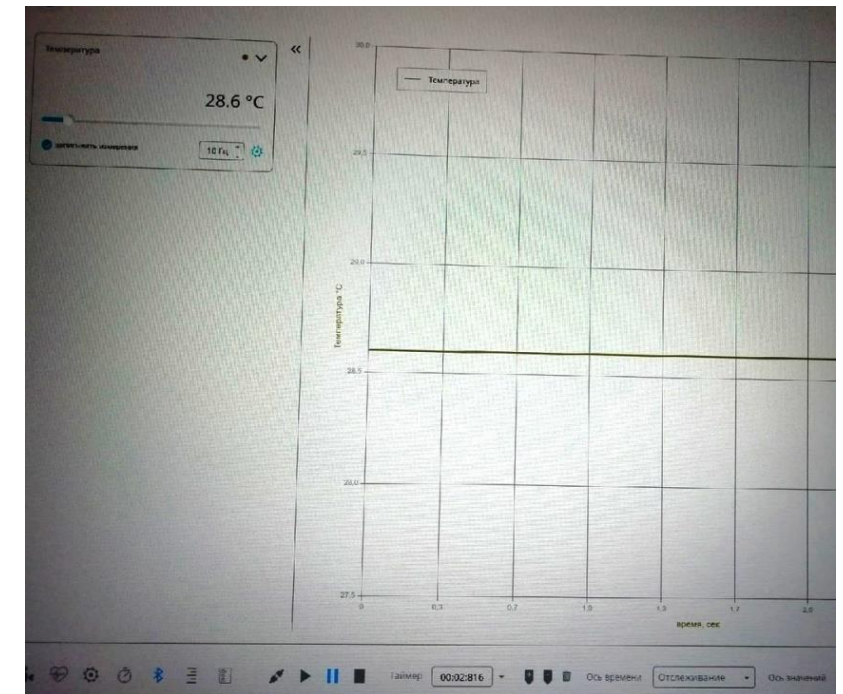 Температура
28.6 °C
10 Гц
Температура
30,0
29,5
29,0
28,5
28,0
27,5
Температура °C
0
0,3
0,7
1,0
1,3
1,7
2,0
время, сек
Таймер
00:02:816
Ось времени
Отслеживание
Ось значений